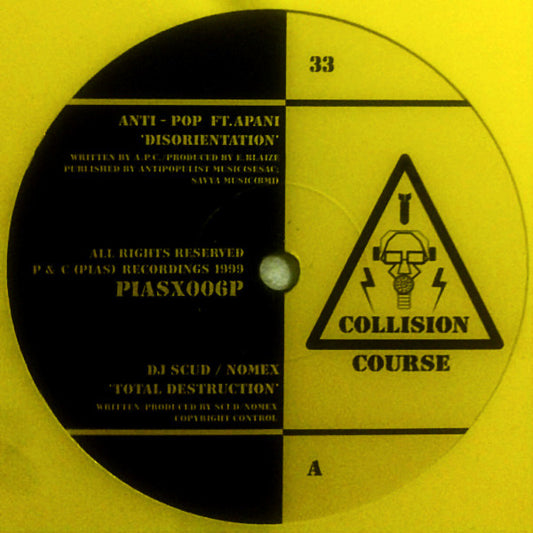 33
ANTI - POP FT.APANI
'DISORIENTATION'
WRITTEN BY A.P.C./PRODUCED BY E.BLAIZE
PUBLISHED BY ANTIPOPULIST MUSIC(SESAC;
SAVVA MUSIC(BMI)
ALL RIGHTS RESERVED
P & C (PIAS) RECORDINGS 1999
PIASX006P
COLLISION
COURSE
DJ SCUD / NOMEX
'TOTAL DESTRUCTION'
WRITTEN/PRODUCED BY SCUD/NOMEX
COPYRIGHT CONTROL
A